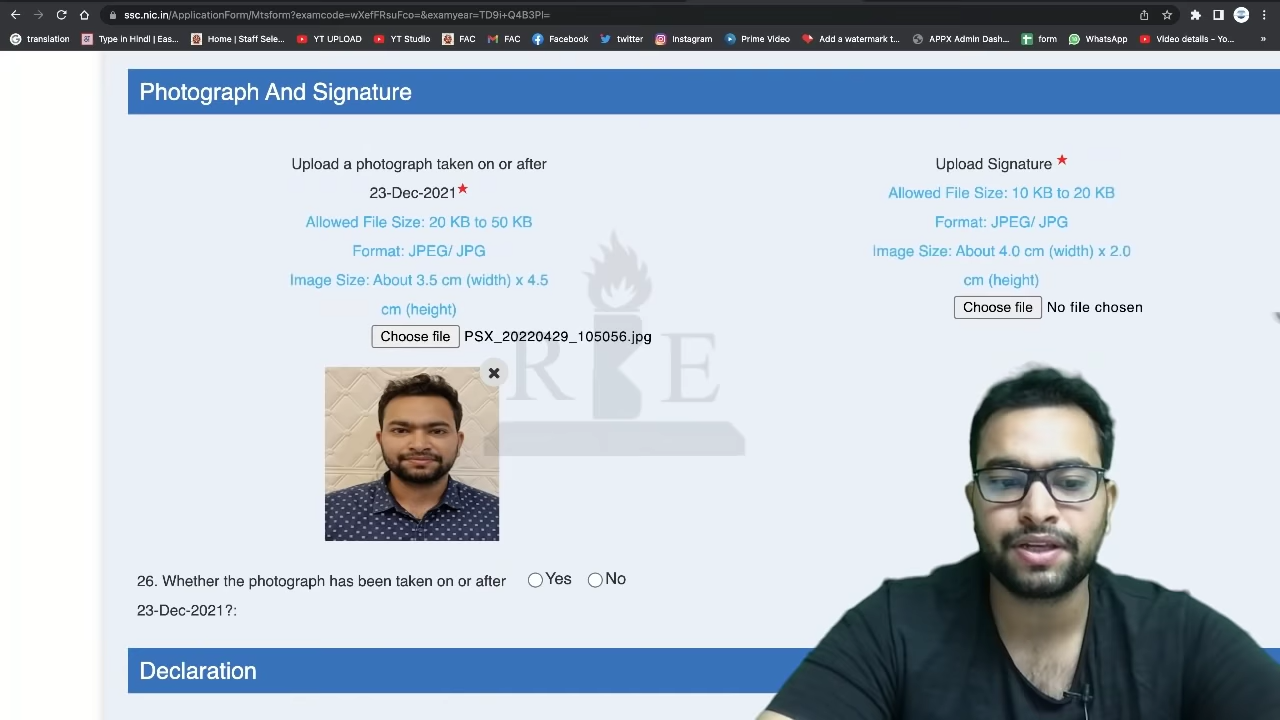 ssc.nic.in/ApplicationForm/Mtsform?examcode=wXefFRsuFco=&examyear=TD9i+Q4B3PI=
translation
Type in Hindi | Eas...
Home | Staff Sele...
YT UPLOAD
YT Studio
FAC
FAC
Facebook
twitter
Instagram
Prime Video
Add a watermark t...
APPX Admin Dash...
form
WhatsApp
Video details - Yo...
»
Photograph And Signature
Upload a photograph taken on or after
23-Dec-2021★
Allowed File Size: 20 KB to 50 KB
Format: JPEG/ JPG
Image Size: About 3.5 cm (width) x 4.5
cm (height)
Choose file PSX_20220429_105056.jpg
Upload Signature ★
Allowed File Size: 10 KB to 20 KB
Format: JPEG/ JPG
Image Size: About 4.0 cm (width) x 2.0
cm (height)
Choose file No file chosen
R E
26. Whether the photograph has been taken on or after
23-Dec-2021?:
Yes No
Declaration